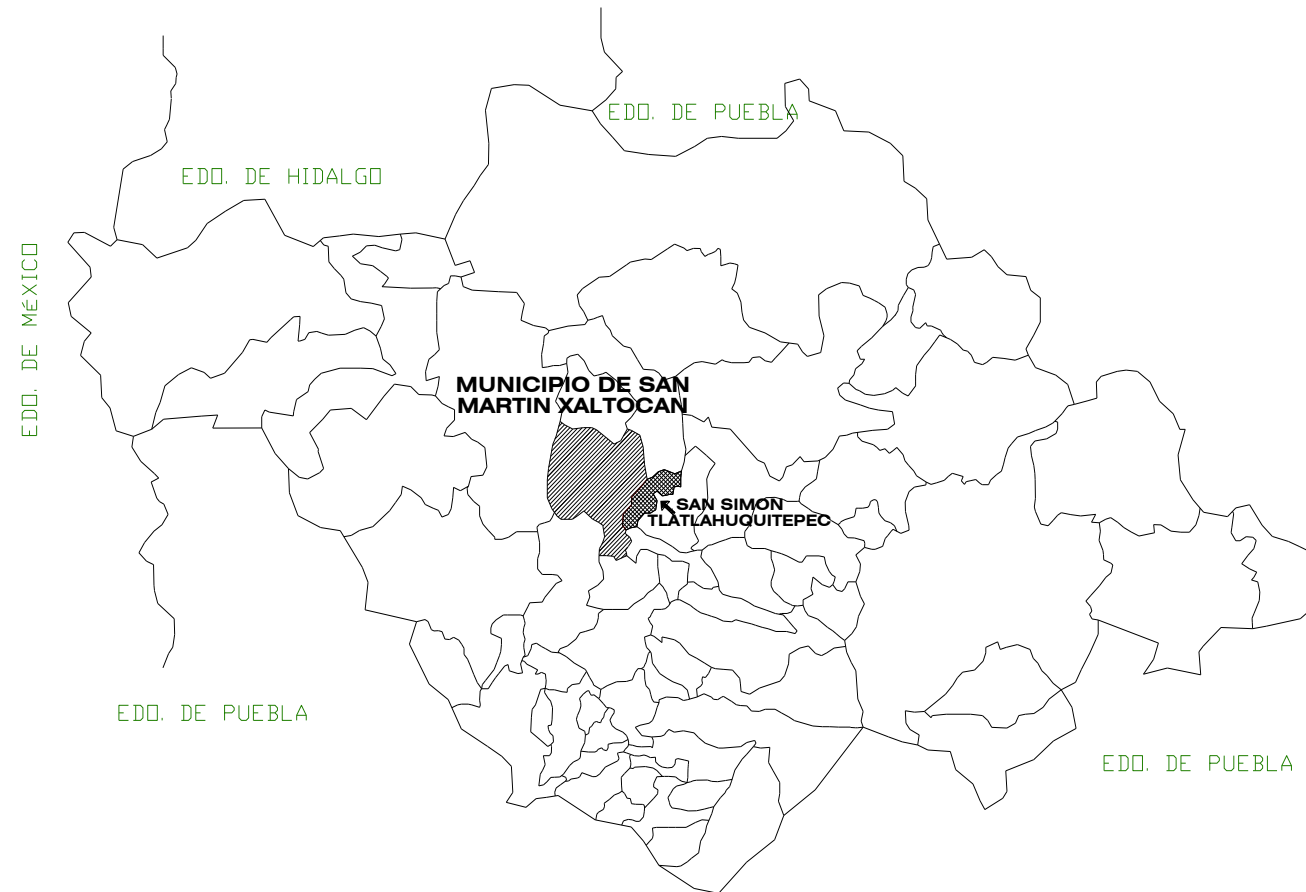 EDO. DE PUEBLA
EDO. DE HIDALGO
EDO. DE MÉXICO
MUNICIPIO DE SAN
MARTIN XALTOCAN
SAN SIMON
TLATLAHUQUITEPEC
EDO. DE PUEBLA
EDO. DE PUEBLA